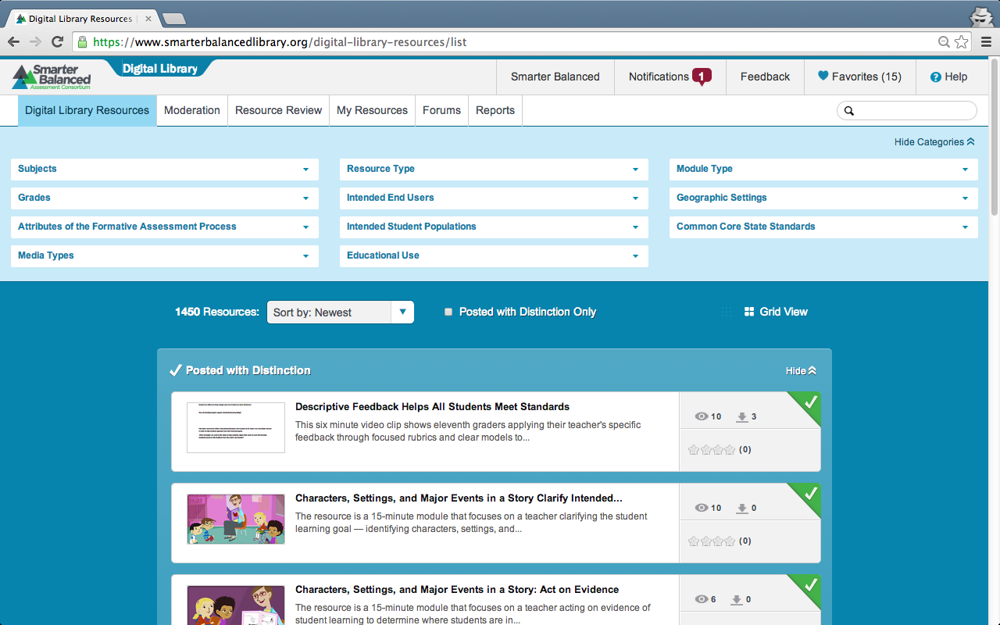 Digital Library Resources |
https://www.smarterbalancedlibrary.org/digital-library-resources/list
Smarter
Balanced
Assessment Consortium
Digital Library
Smarter Balanced
Notifications 1
Feedback
Favorites (15)
? Help
Digital Library Resources
Moderation
Resource Review
My Resources
Forums
Reports
Hide Categories
Subjects
Resource Type
Module Type
Grades
Intended End Users
Geographic Settings
Attributes of the Formative Assessment Process
Intended Student Populations
Common Core State Standards
Media Types
Educational Use
1450 Resources:
Sort by: Newest
Posted with Distinction Only
Grid View
Posted with Distinction
Hide
Descriptive Feedback Helps All Students Meet Standards
This six minute video clip shows eleventh graders applying their teacher's specific
feedback through focused rubrics and clear models to...
10
3
(0)
Characters, Settings, and Major Events in a Story Clarify Intended...
The resource is a 15-minute module that focuses on a teacher clarifying the student
learning goal — identifying characters, settings, and...
10
0
(0)
Characters, Settings, and Major Events in a Story: Act on Evidence
The resource is a 15-minute module that focuses on a teacher acting on evidence of
student learning to determine where students are in...
6
0